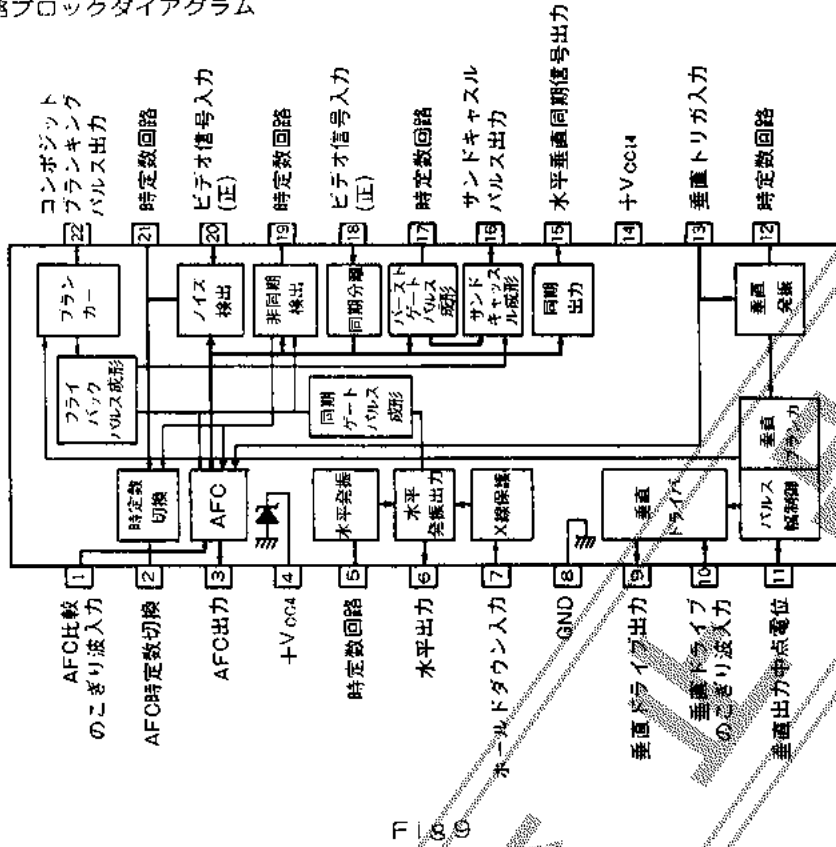 路ブロックダイアグラム
コンポジット
ブランキング
パルス出力
時定数回路
ビデオ信号入力
(正)
時定数回路
ビデオ信号入力
(正)
時定数回路
サンドキャスル
パルス出力
水平垂直同期信号出力
+VCC14
垂直トリガ入力
時定数回路
22
21
20
19
18
17
16
15
14
13
12
ブラン
カー
ノイズ
検出
非同期
検出
同期分離
バースト
ゲート
パルス
成形
サンド
キャッス
ル成形
同期
出力
垂直
発振
フライ
バック
パルス成形
同期
ゲート
パルス
成形
垂直
ブランカ
時定数
切換
AFC
水平発振
水平
発振出力
X線保護
垂直
ドライバ
パルス
幅制御
1
2
3
4
5
6
7
8
9
10
11
AFC比較
のこぎり波入力
AFC時定数切換
AFC出力
+VCC4
時定数回路
水平出力
ホールドダウン入力
GND
垂直ドライブ出力
垂直ドライブ
のこぎり波入力
垂直出力中点電位
Fig 9